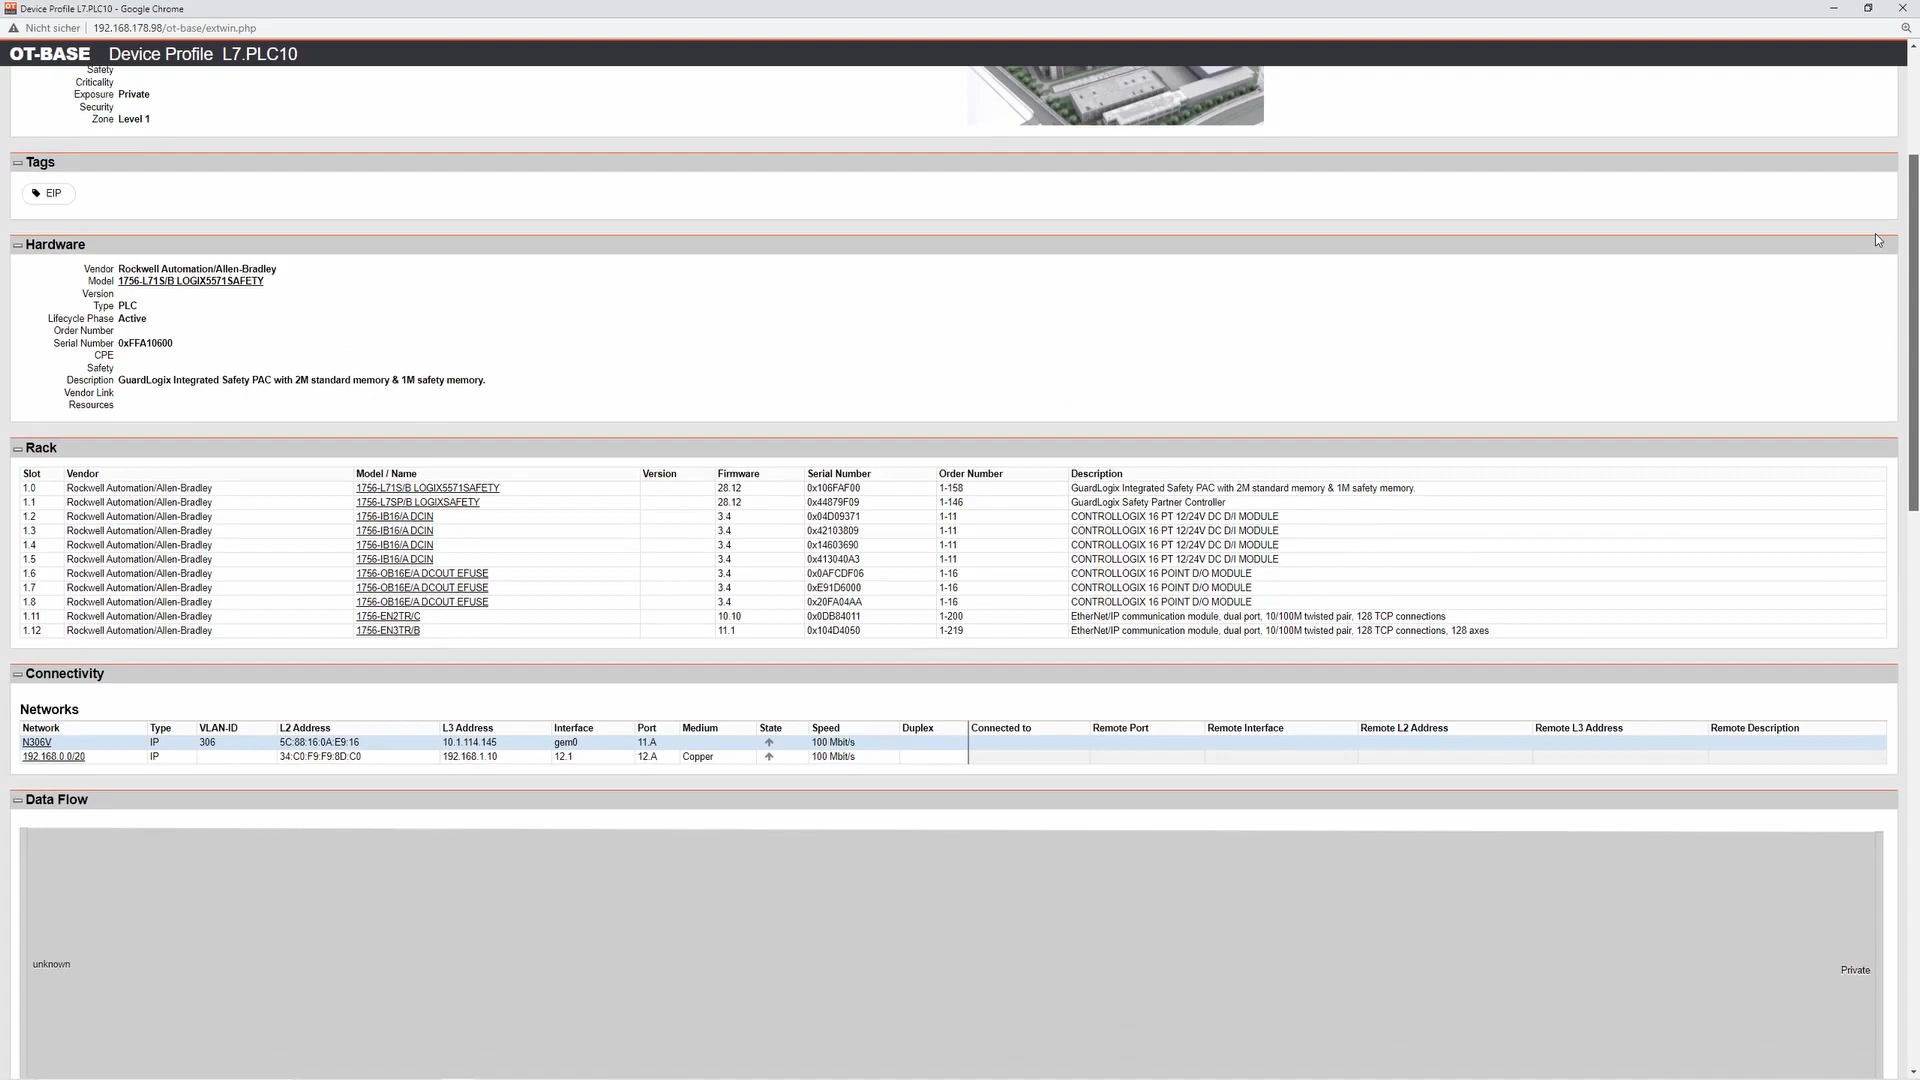 Device Profile L7.PLC10 - Google Chrome
Nicht sicher | 192.168.178.98/ot-base/extwin.php
OT-BASE Device Profile L7.PLC10
Safety
Criticality
Exposure Private
Security
Zone Level 1
Tags
EIP
Hardware
Vendor Rockwell Automation/Allen-Bradley
Model 1756-L71S/B LOGIX5571SAFETY
Version
Type PLC
Lifecycle Phase Active
Order Number
Serial Number 0xFFA10600
CPE
Safety
Description GuardLogix Integrated Safety PAC with 2M standard memory & 1M safety memory.
Vendor Link
Resources
Rack
Slot Vendor Model / Name Version Firmware Serial Number Order Number Description
1.0 Rockwell Automation/Allen-Bradley 1756-L71S/B LOGIX5571SAFETY 28.12 0x106FAF00 1-158 GuardLogix Integrated Safety PAC with 2M standard memory & 1M safety memory.
1.1 Rockwell Automation/Allen-Bradley 1756-L7SP/B LOGIXSAFETY 28.12 0x44879F09 1-146 GuardLogix Safety Partner Controller
1.2 Rockwell Automation/Allen-Bradley 1756-IB16/A DCIN 3.4 0x04D09371 1-11 CONTROLLOGIX 16 PT 12/24V DC D/I MODULE
1.3 Rockwell Automation/Allen-Bradley 1756-IB16/A DCIN 3.4 0x42103809 1-11 CONTROLLOGIX 16 PT 12/24V DC D/I MODULE
1.4 Rockwell Automation/Allen-Bradley 1756-IB16/A DCIN 3.4 0x14603690 1-11 CONTROLLOGIX 16 PT 12/24V DC D/I MODULE
1.5 Rockwell Automation/Allen-Bradley 1756-IB16/A DCIN 3.4 0x413040A3 1-11 CONTROLLOGIX 16 PT 12/24V DC D/I MODULE
1.6 Rockwell Automation/Allen-Bradley 1756-OB16E/A DCOUT EFUSE 3.4 0x0AFCDF06 1-16 CONTROLLOGIX 16 POINT D/O MODULE
1.7 Rockwell Automation/Allen-Bradley 1756-OB16E/A DCOUT EFUSE 3.4 0xE91D6000 1-16 CONTROLLOGIX 16 POINT D/O MODULE
1.8 Rockwell Automation/Allen-Bradley 1756-OB16E/A DCOUT EFUSE 3.4 0x20FA04AA 1-16 CONTROLLOGIX 16 POINT D/O MODULE
1.11 Rockwell Automation/Allen-Bradley 1756-EN2TR/C 10.10 0x0DB84011 1-200 EtherNet/IP communication module, dual port, 10/100M twisted pair, 128 TCP connections
1.12 Rockwell Automation/Allen-Bradley 1756-EN3TR/B 11.1 0x104D4050 1-219 EtherNet/IP communication module, dual port, 10/100M twisted pair, 128 TCP connections, 128 axes
Connectivity
Networks
Network Type VLAN-ID L2 Address L3 Address Interface Port Medium State Speed Duplex Connected to Remote Port Remote Interface Remote L2 Address Remote L3 Address Remote Description
N306V IP 306 5C:88:16:0A:E9:16 10.1.114.145 gem0 11.A 100 Mbit/s
192.168.0.0/20 IP 34:C0:F9:F9:8D:C0 192.168.1.10 12.1 12.A Copper 100 Mbit/s
Data Flow
unknown
Private